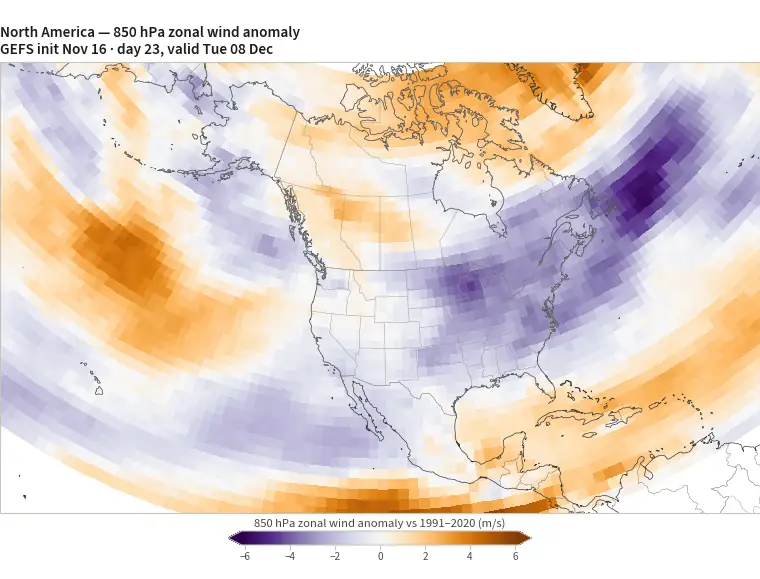 North America — 850 hPa zonal wind anomaly
GEFS init Nov 16 · day 23, valid Tue 08 Dec
850 hPa zonal wind anomaly vs 1991–2020 (m/s)
−6 −4 −2 0 2 4 6